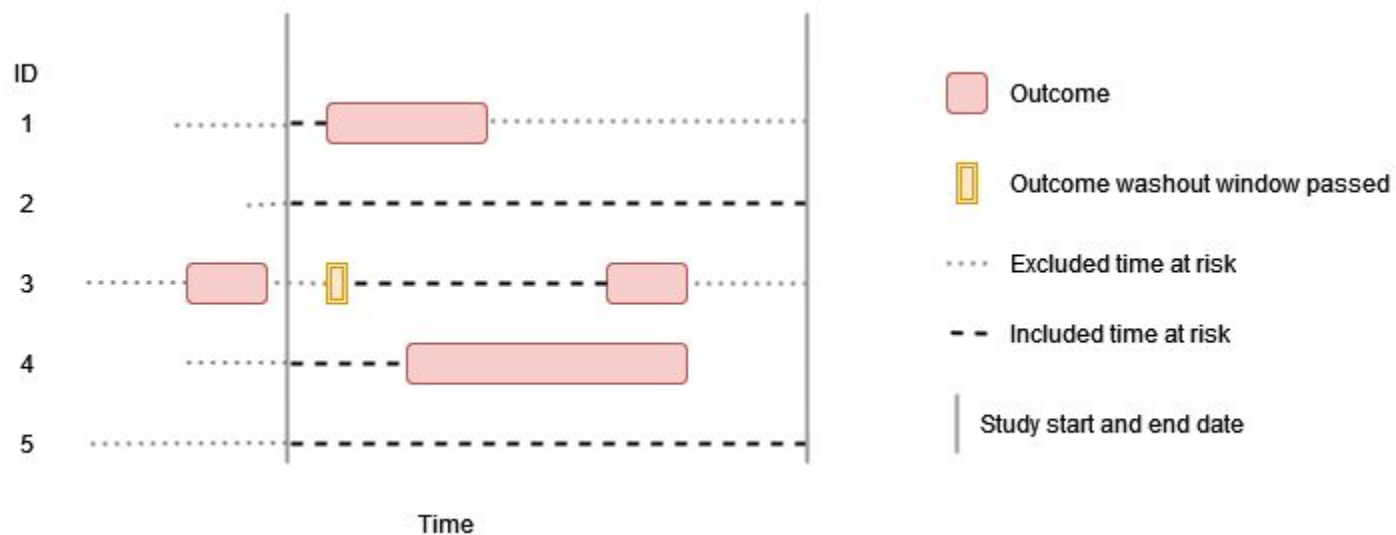 ID
1
2
3
4
5
Time
Outcome
Outcome washout window passed
Excluded time at risk
Included time at risk
Study start and end date